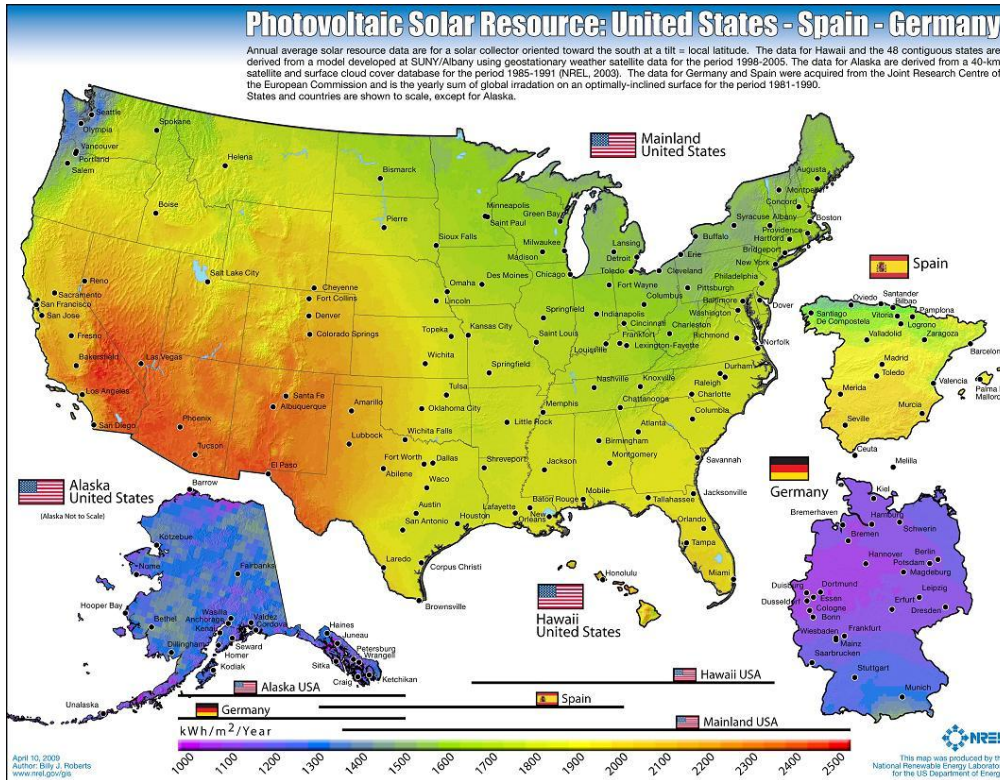 Photovoltaic Solar Resource: United States - Spain - Germany
Annual average solar resource data are for a solar collector oriented toward the south at a tilt = local latitude. The data for Hawaii and the 48 contiguous states are
derived from a model developed at SUNY/Albany using geostationary weather satellite data for the period 1998-2005. The data for Alaska are derived from a 40-km
satellite and surface cloud cover database for the period 1985-1991 (NREL, 2003). The data for Germany and Spain were acquired from the Joint Research Centre of
the European Commission and is the yearly sum of global irradiation on an optimally-inclined surface for the period 1981-1990.
States and countries are shown to scale, except for Alaska.
Mainland
United States
Seattle
Olympia
Vancouver
Portland
Salem
Spokane
Helena
Boise
Bismarck
Pierre
Minneapolis
Saint Paul
Green Bay
Sioux Falls
Milwaukee
Madison
Lansing
Detroit
Augusta
Concord
Syracuse
Albany
Boston
Providence
Hartford
Bridgeport
Buffalo
Erie
New York
Reno
Sacramento
San Francisco
San Jose
Salt Lake City
Cheyenne
Fort Collins
Denver
Colorado Springs
Omaha
Lincoln
Des Moines
Chicago
Toledo
Fort Wayne
Cleveland
Pittsburgh
Philadelphia
Columbus
Baltimore
Washington
Dover
Fresno
Bakersfield
Las Vegas
Los Angeles
San Diego
Phoenix
Tucson
Santa Fe
Albuquerque
El Paso
Amarillo
Lubbock
Topeka
Kansas City
Wichita
Springfield
Saint Louis
Springfield
Indianapolis
Cincinnati
Frankfort
Louisville
Lexington-Fayette
Charleston
Richmond
Norfolk
Tulsa
Oklahoma City
Wichita Falls
Little Rock
Memphis
Nashville
Knoxville
Chattanooga
Durham
Raleigh
Charlotte
Columbia
Atlanta
Birmingham
Montgomery
Savannah
Fort Worth
Dallas
Abilene
Waco
Shreveport
Jackson
Austin
San Antonio
Houston
Lafayette
Baton Rouge
New
Orleans
Mobile
Tallahassee
Jacksonville
Orlando
Tampa
Miami
Laredo
Corpus Christi
Brownsville
Spain
Oviedo
Santander
Bilbao
Santiago
De Compostela
Vitoria
Pamplona
Logrono
Valladolid
Zaragoza
Madrid
Toledo
Merida
Valencia
Seville
Murcia
Ceuta
Melilla
Germany
Kiel
Bremerhaven
Hamburg
Schwerin
Bremen
Hannover
Berlin
Potsdam
Magdeburg
Duisburg
Dortmund
Essen
Dusseldorf
Cologne
Bonn
Leipzig
Erfurt
Dresden
Wiesbaden
Frankfurt
Mainz
Saarbrucken
Stuttgart
Munich
Alaska
United States
(Alaska Not to Scale)
Barrow
Kotzebue
Nome
Fairbanks
Hooper Bay
Bethel
Wasilla
Anchorage
Kenai
Valdez
Cordova
Dillingham
Seward
Homer
Kodiak
Unalaska
Haines
Juneau
Sitka
Petersburg
Wrangell
Craig
Ketchikan
Honolulu
Hawaii
United States
Alaska USA
Hawaii USA
Germany
Spain
Mainland USA
kWh/m2/Year
1000 1100 1200 1300 1400 1500 1600 1700 1800 1900 2000 2100 2200 2300 2400 2500
April 10, 2009
Author: Billy J. Roberts
www.nrel.gov/gis
This map was produced by the
National Renewable Energy Laboratory
for the US Department of Energy